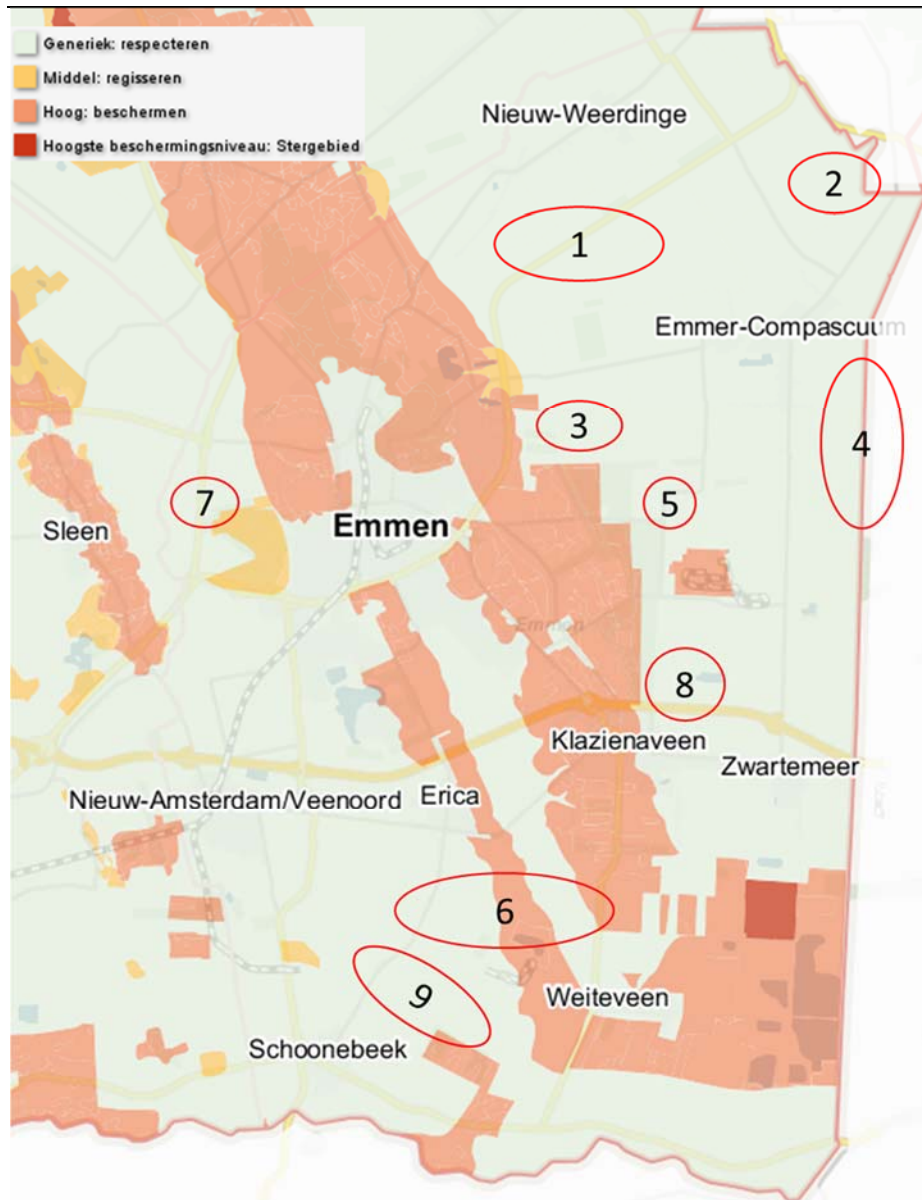 Generiek: respecteren
Middel: regisseren
Hoog: beschermen
Hoogste beschermingsniveau: Stergebied
Nieuw-Weerdinge
2
1
Emmer-Compascuum
3
4
7
5
Sleen
Emmen
Emmen
8
Klazienaveen
Zwartemeer
Nieuw-Amsterdam/Veenoord
Erica
6
9
Weiteveen
Schoonebeek